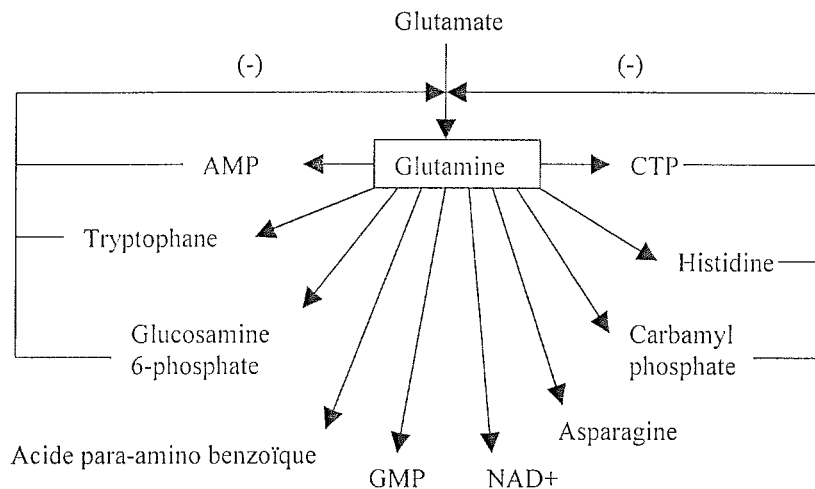 Glutamate
(-)
(-)
AMP
Glutamine
CTP
Tryptophane
Histidine
Glucosamine
6-phosphate
Carbamyl
phosphate
Asparagine
Acide para-amino benzoïque
GMP
NAD+